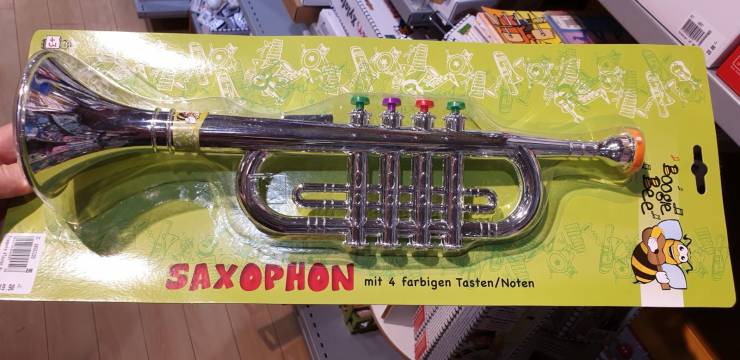 Boogie
Bee
SAXOPHON mit 4 farbigen Tasten/Noten